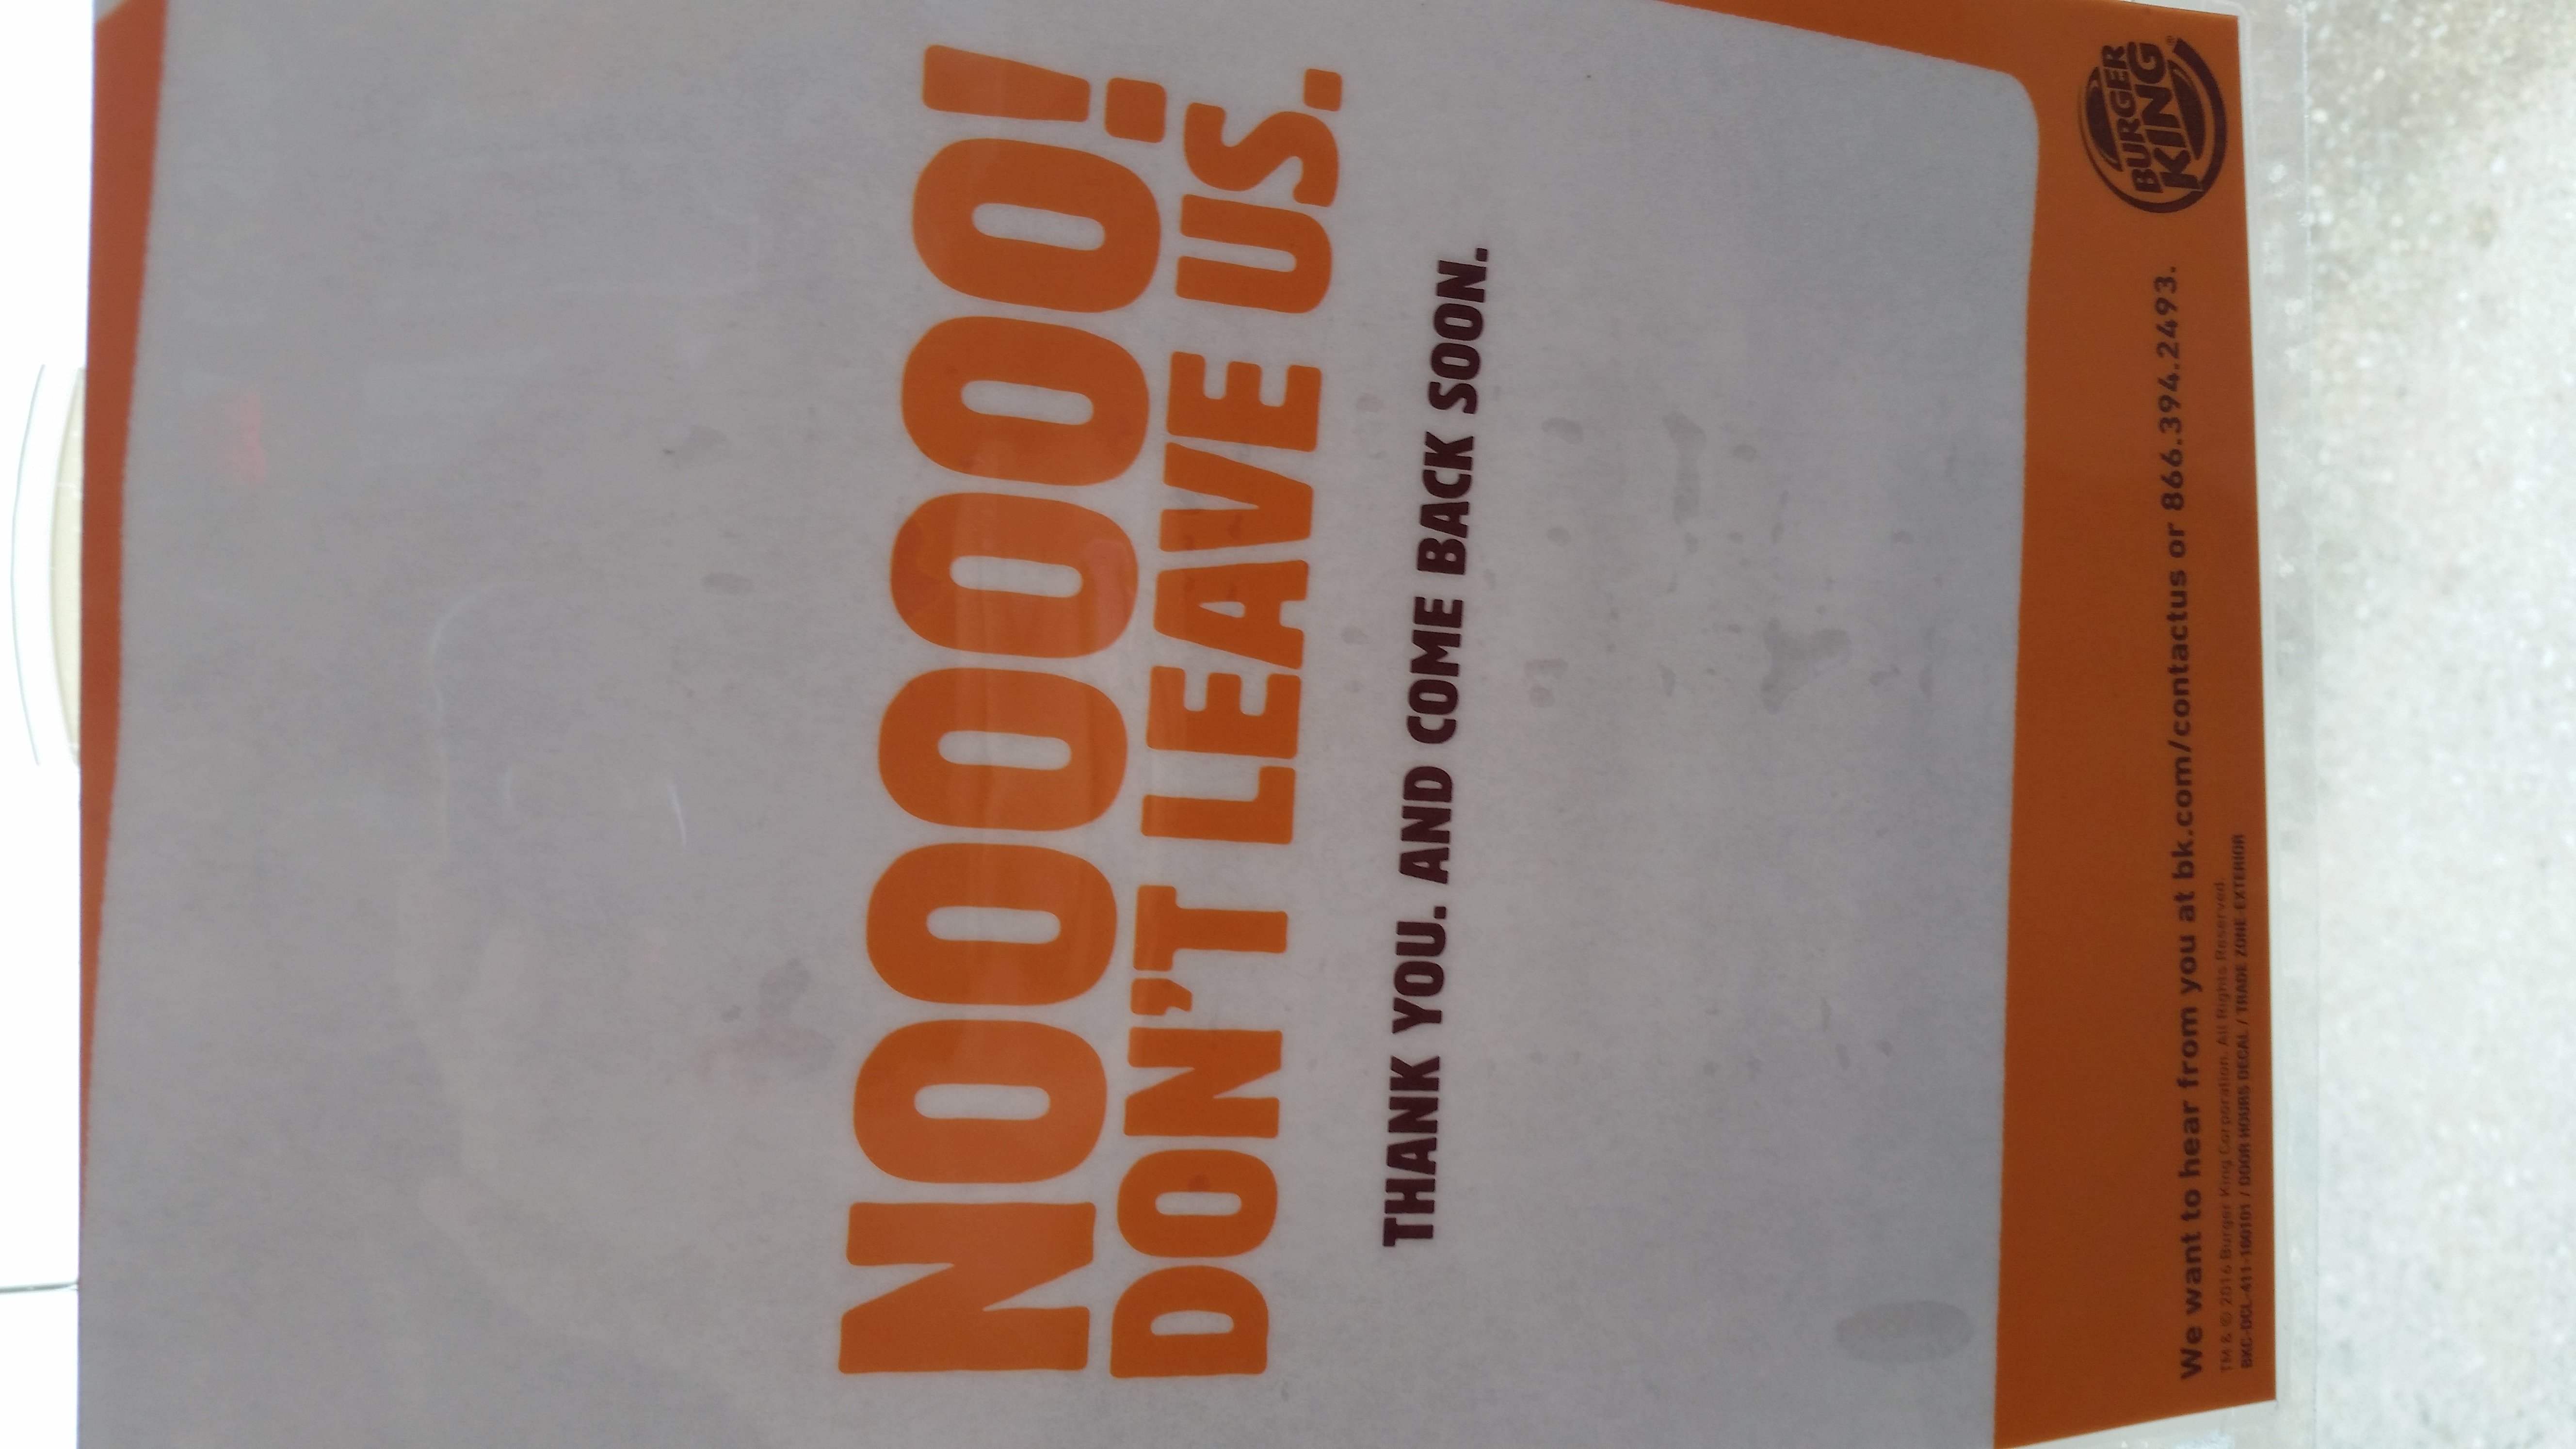 NOOOOOO!
DON'T LEAVE US.
THANK YOU. AND COME BACK SOON.
We want to hear from you at bk.com/contactus or 866.394.2493.
TM & © 2016 Burger King Corporation. All Rights Reserved.
BKC-DCL-411-160101 / DOOR HOURS DECAL / TRADE ZONE-EXTERIOR
BURGER
KING®